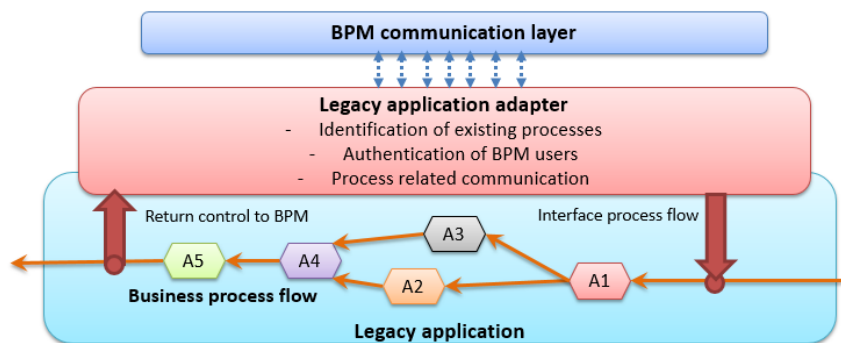 BPM communication layer
Legacy application adapter
- Identification of existing processes
- Authentication of BPM users
- Process related communication
Return control to BPM
Interface process flow
A3
A5
A4
A1
A2
Business process flow
Legacy application